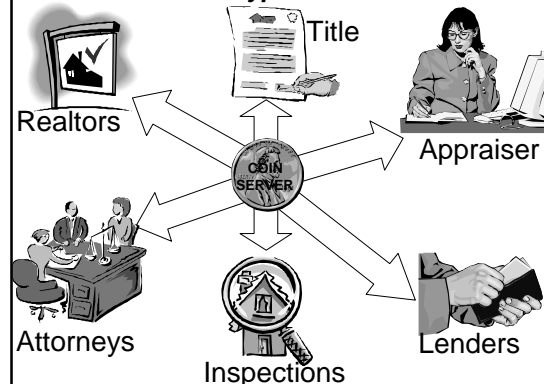 Title
Realtors
Appraiser
COIN
SERVER
Attorneys
Lenders
Inspections